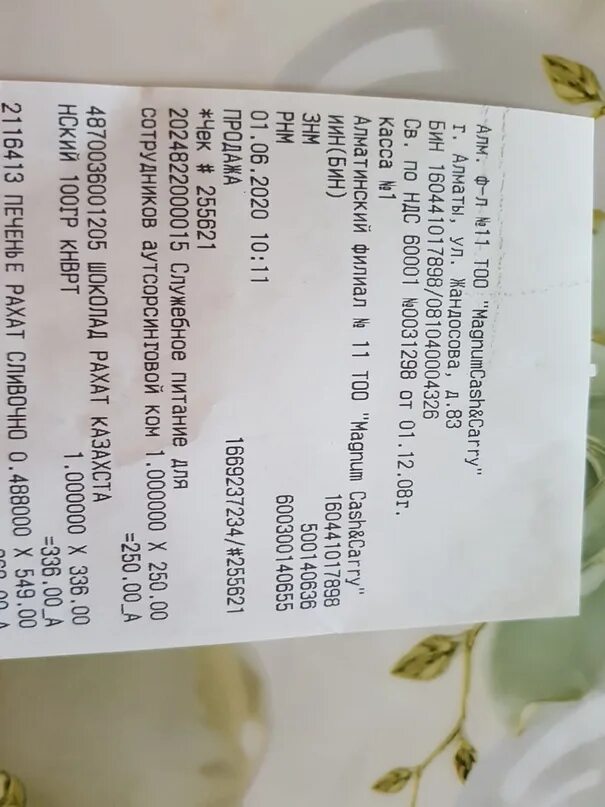 Алм. ф-л №11 ТОО "MagnumCash&Carry"
г. Алматы, ул. Жандосова, д.83
БИН 160441017898/081040004326
Св. по НДС 60001 №0031298 от 01.12.08г.
Касса №1
Алматинский филиал № 11 ТОО "Magnum Cash&Carry"
ИИН(БИН) 160441017898
ЗНМ 500140636
РНМ 600300140655
01.06.2020 10:11
ПРОДАЖА 1669237234/#255621
*Чек # 255621
2024822000015 Служебное питание для
сотрудников аутсорсинговой ком 1.000000 X 250.00
=250.00_А
4870036001205 ШОКОЛАД РАХАТ КАЗАХСТА
НСКИЙ 100ГР КНВРТ 1.000000 X 336.00
=336.00_А
2116413 ПЕЧЕНЬЕ РАХАТ СЛИВОЧНО 0.488000 X 549.00